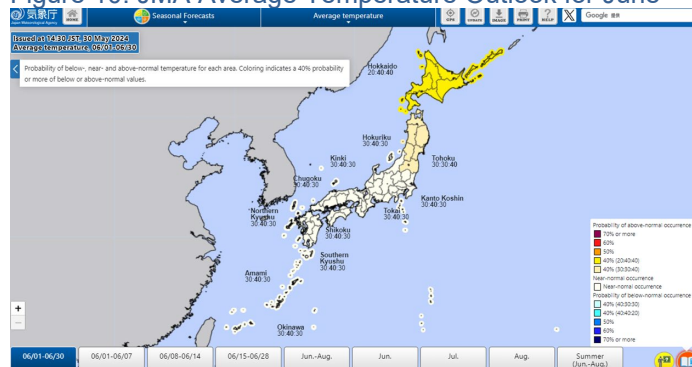 Figure 19: JMA Average Temperature Outlook for June
気象庁
Japan Meteorological Agency
HOME
Seasonal Forecasts
Average temperature
GPS
UPDATE
IMAGE
PRINT
HELP
X
Google 提供
Issued at 14:30 JST, 30 May 2024
Average temperature, 06/01-06/30
Probability of below-, near- and above-normal temperature for each area. Coloring indicates a 40% probability
or more of below or above-normal values.
Hokkaido
20:40:40
Hokuriku
30:40:30
Tohoku
30:30:40
Kinki
30:40:30
Chugoku
30:40:30
Kanto Koshin
30:40:30
Tokai
30:40:30
Northern
Kyushu
30:40:30
Shikoku
30:40:30
Southern
Kyushu
30:40:30
Amami
30:40:30
Okinawa
30:40:30
Probability of above-normal occurrence
70% or more
60%
50%
40% (20:40:40)
40% (30:30:40)
Near-normal occurrence
Near-normal occurrence
Probability of below-normal occurrence
40% (40:30:30)
40% (40:40:20)
50%
60%
70% or more
+
−
06/01-06/30
06/01-06/07
06/08-06/14
06/15-06/28
Jun.-Aug.
Jun.
Jul.
Aug.
Summer
(Jun.-Aug.)